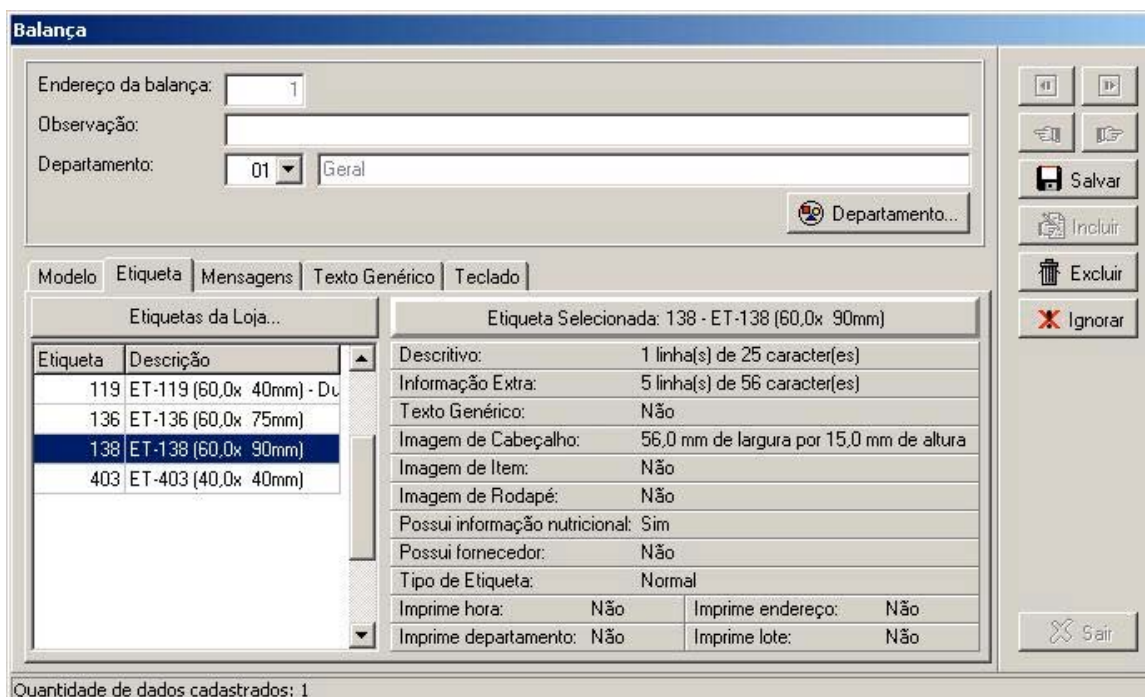 Balança
Endereço da balança: 1
Observação:
Departamento: 01 Geral
Departamento...
Modelo Etiqueta Mensagens Texto Genérico Teclado
Etiquetas da Loja...
Etiqueta Descrição
119 ET-119 (60,0x 40mm) - Du
136 ET-136 (60,0x 75mm)
138 ET-138 (60,0x 90mm)
403 ET-403 (40,0x 40mm)
Etiqueta Selecionada: 138 - ET-138 (60,0x 90mm)
Descritivo: 1 linha(s) de 25 caracter(es)
Informação Extra: 5 linha(s) de 56 caracter(es)
Texto Genérico: Não
Imagem de Cabeçalho: 56,0 mm de largura por 15,0 mm de altura
Imagem de Item: Não
Imagem de Rodapé: Não
Possui informação nutricional: Sim
Possui fornecedor: Não
Tipo de Etiqueta: Normal
Imprime hora: Não Imprime endereço: Não
Imprime departamento: Não Imprime lote: Não
Salvar
Incluir
Excluir
Ignorar
Sair
Quantidade de dados cadastrados: 1